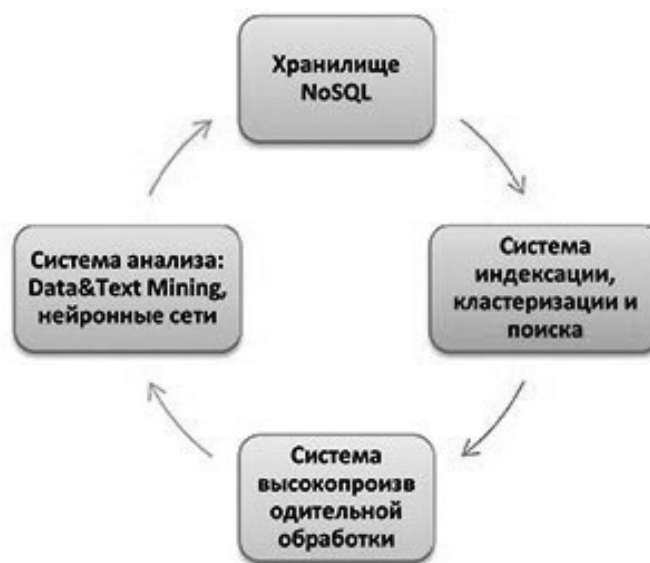 Хранилище
NoSQL
Система
индексации,
кластеризации и
поиска
Система
высокопроизв
одительной
обработки
Система анализа:
Data&Text Mining,
нейронные сети